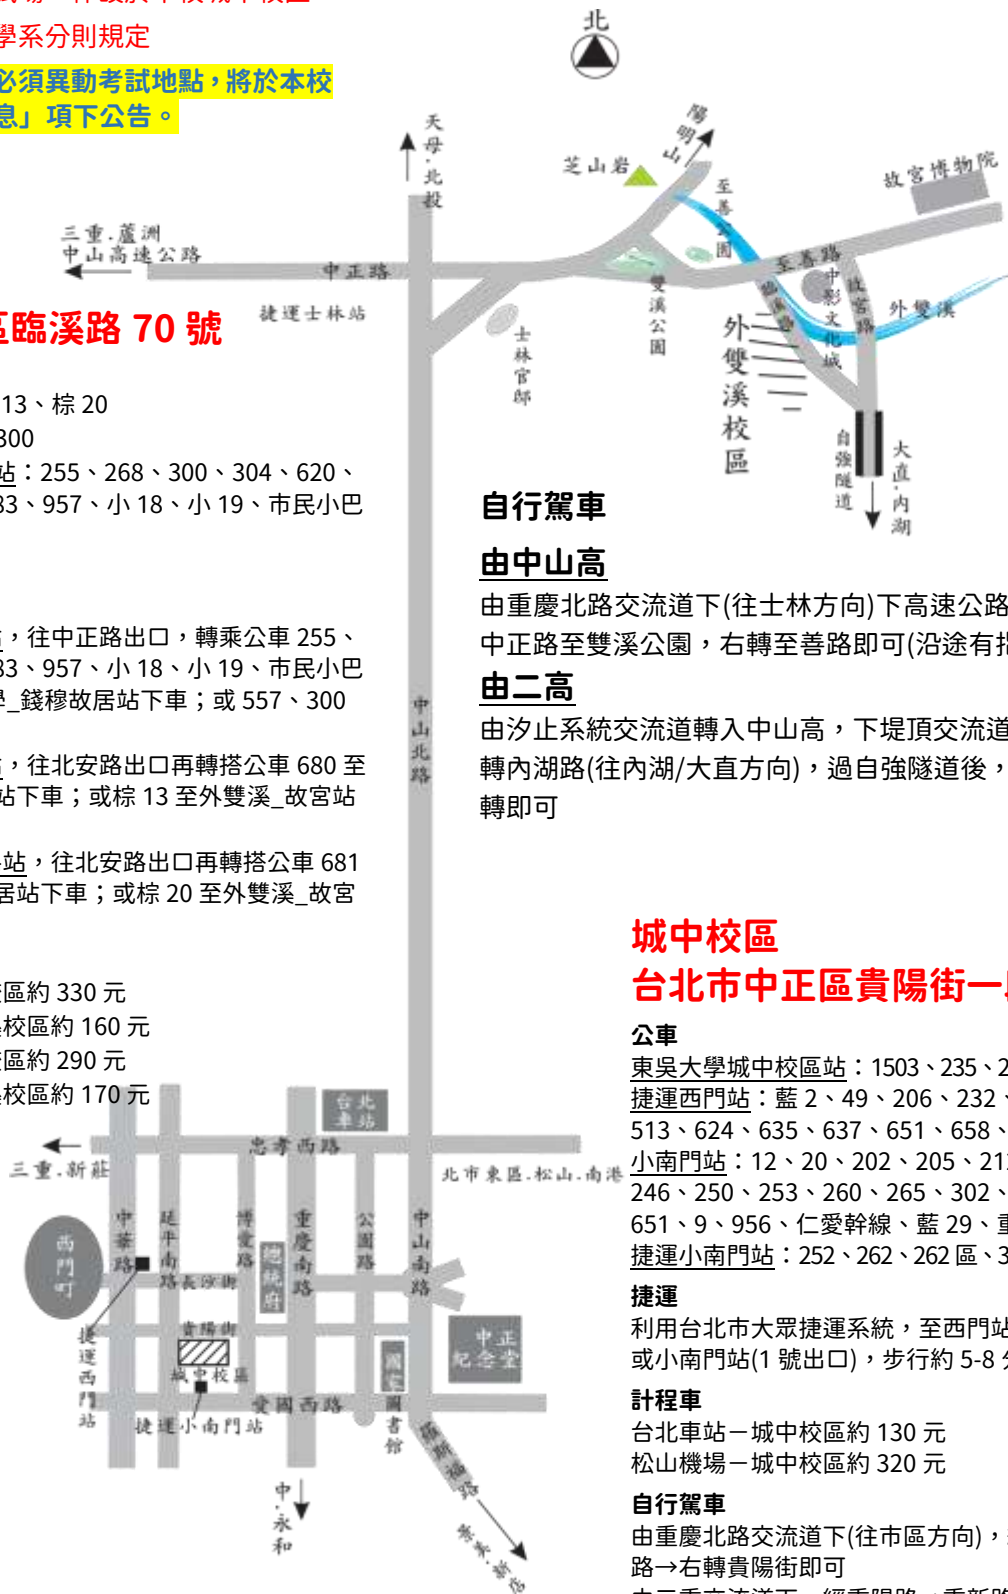 學系分則規定
必須異動考試地點，將於本校
息」項下公告。
北
天母.北投
陽明山
芝山岩
至善公園
故宮博物院
三重.蘆洲
中山高速公路
中正路
捷運士林站
士林官邸
雙溪公園
至善路
臨溪路
中影文化城
故宮路
外雙溪
外雙溪校區
自強隧道
大直.內湖
區臨溪路 70 號
13、棕 20
300
站：255、268、300、304、620、
83、957、小 18、小 19、市民小巴
，往中正路出口，轉乘公車 255、
83、957、小 18、小 19、市民小巴
學_錢穆故居站下車；或 557、300
，往北安路出口再轉搭公車 680 至
站下車；或棕 13 至外雙溪_故宮站
站，往北安路出口再轉搭公車 681
居站下車；或棕 20 至外雙溪_故宮
校區約 330 元
校區約 160 元
校區約 290 元
校區約 170 元
自行駕車
由中山高
由重慶北路交流道下(往士林方向)下高速公路
中正路至雙溪公園，右轉至善路即可(沿途有指
由二高
由汐止系統交流道轉入中山高，下堤頂交流道
轉內湖路(往內湖/大直方向)，過自強隧道後，
轉即可
中山北路
城中校區
台北市中正區貴陽街一段
公車
東吳大學城中校區站：1503、235、2
捷運西門站：藍 2、49、206、232、
513、624、635、637、651、658、
小南門站：12、20、202、205、212
246、250、253、260、265、302、
651、9、956、仁愛幹線、藍 29、重
捷運小南門站：252、262、262 區、3
捷運
利用台北市大眾捷運系統，至西門站
或小南門站(1 號出口)，步行約 5-8 分
計程車
台北車站－城中校區約 130 元
松山機場－城中校區約 320 元
自行駕車
由重慶北路交流道下(往市區方向)，
路→右轉貴陽街即可
台北車站
忠孝西路
三重.新莊
北市東區.松山.南港
中華路
延平南路
博愛路
重慶南路
公園路
中山南路
西門町
總統府
長沙街
貴陽街
中正紀念堂
捷運西門站
城中校區
國家圖書館
愛國西路
捷運小南門站
羅斯福路
中.永和
景美.新店